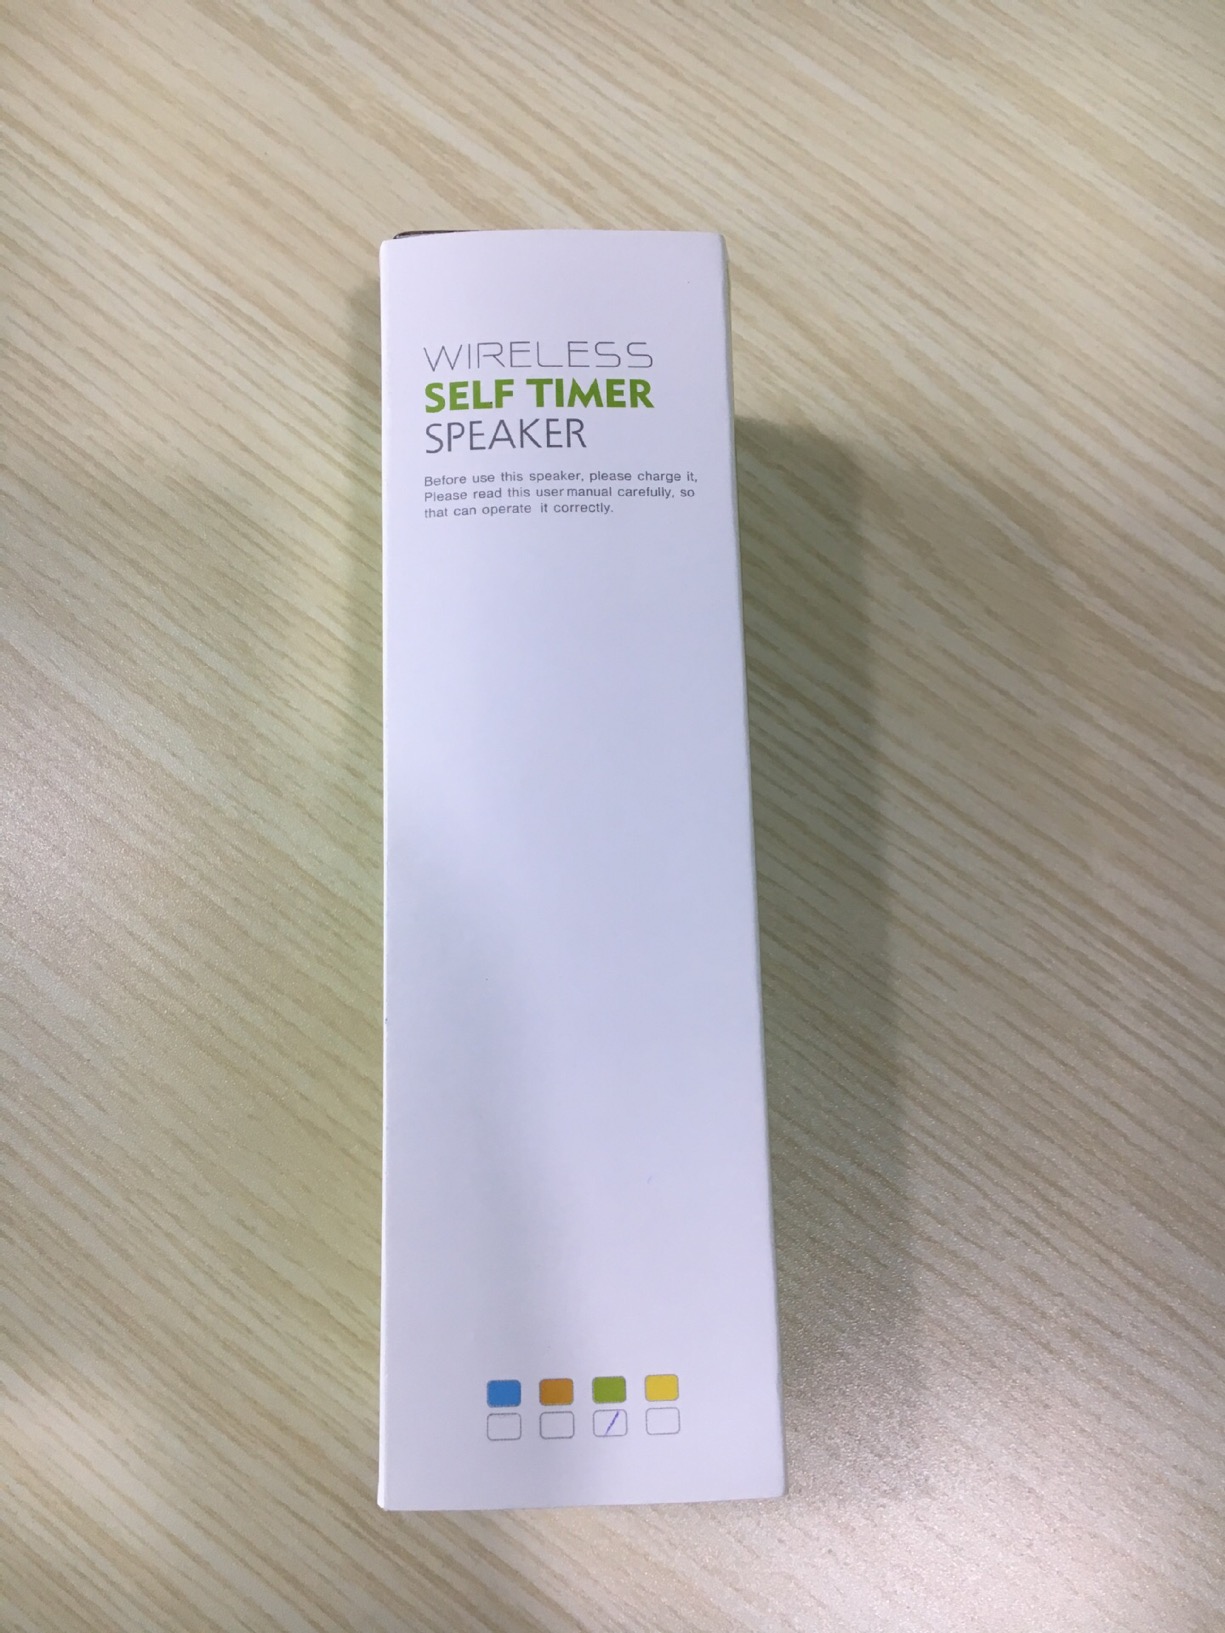 WIRELESS
SELF TIMER
SPEAKER
Before use this speaker, please charge it,
Please read this user manual carefully, so
that can operate it correctly.